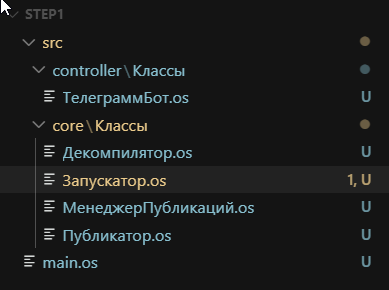 STEP1
src
controller\Классы
ТелеграммБот.os U
core\Классы
Декомпилятор.os U
Запускатор.os 1, U
МенеджерПубликаций.os U
Публикатор.os U
main.os U